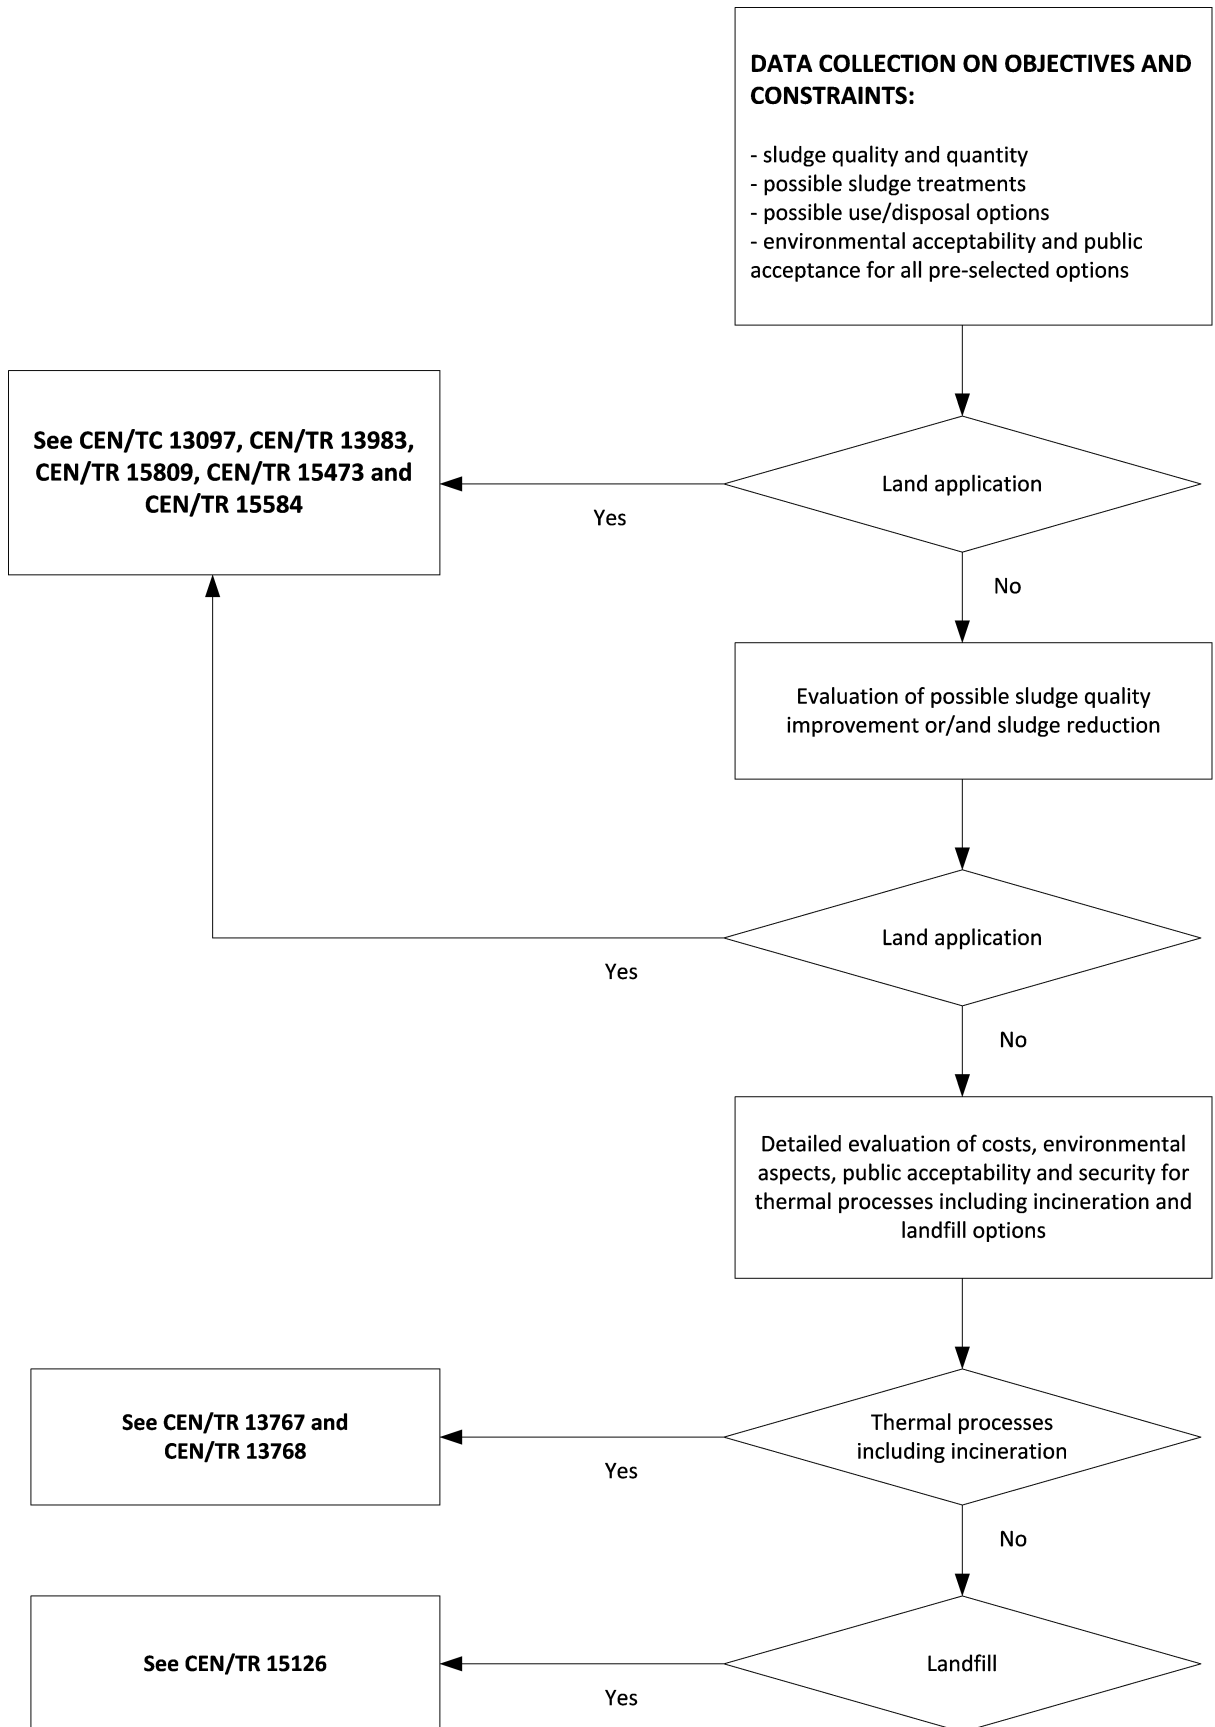 DATA COLLECTION ON OBJECTIVES AND
CONSTRAINTS:
- sludge quality and quantity
- possible sludge treatments
- possible use/disposal options
- environmental acceptability and public
acceptance for all pre-selected options
See CEN/TC 13097, CEN/TR 13983,
CEN/TR 15809, CEN/TR 15473 and
CEN/TR 15584
Land application
Yes
No
Evaluation of possible sludge quality
improvement or/and sludge reduction
Land application
Yes
No
Detailed evaluation of costs, environmental
aspects, public acceptability and security for
thermal processes including incineration and
landfill options
See CEN/TR 13767 and
CEN/TR 13768
Thermal processes
including incineration
Yes
No
See CEN/TR 15126
Landfill
Yes